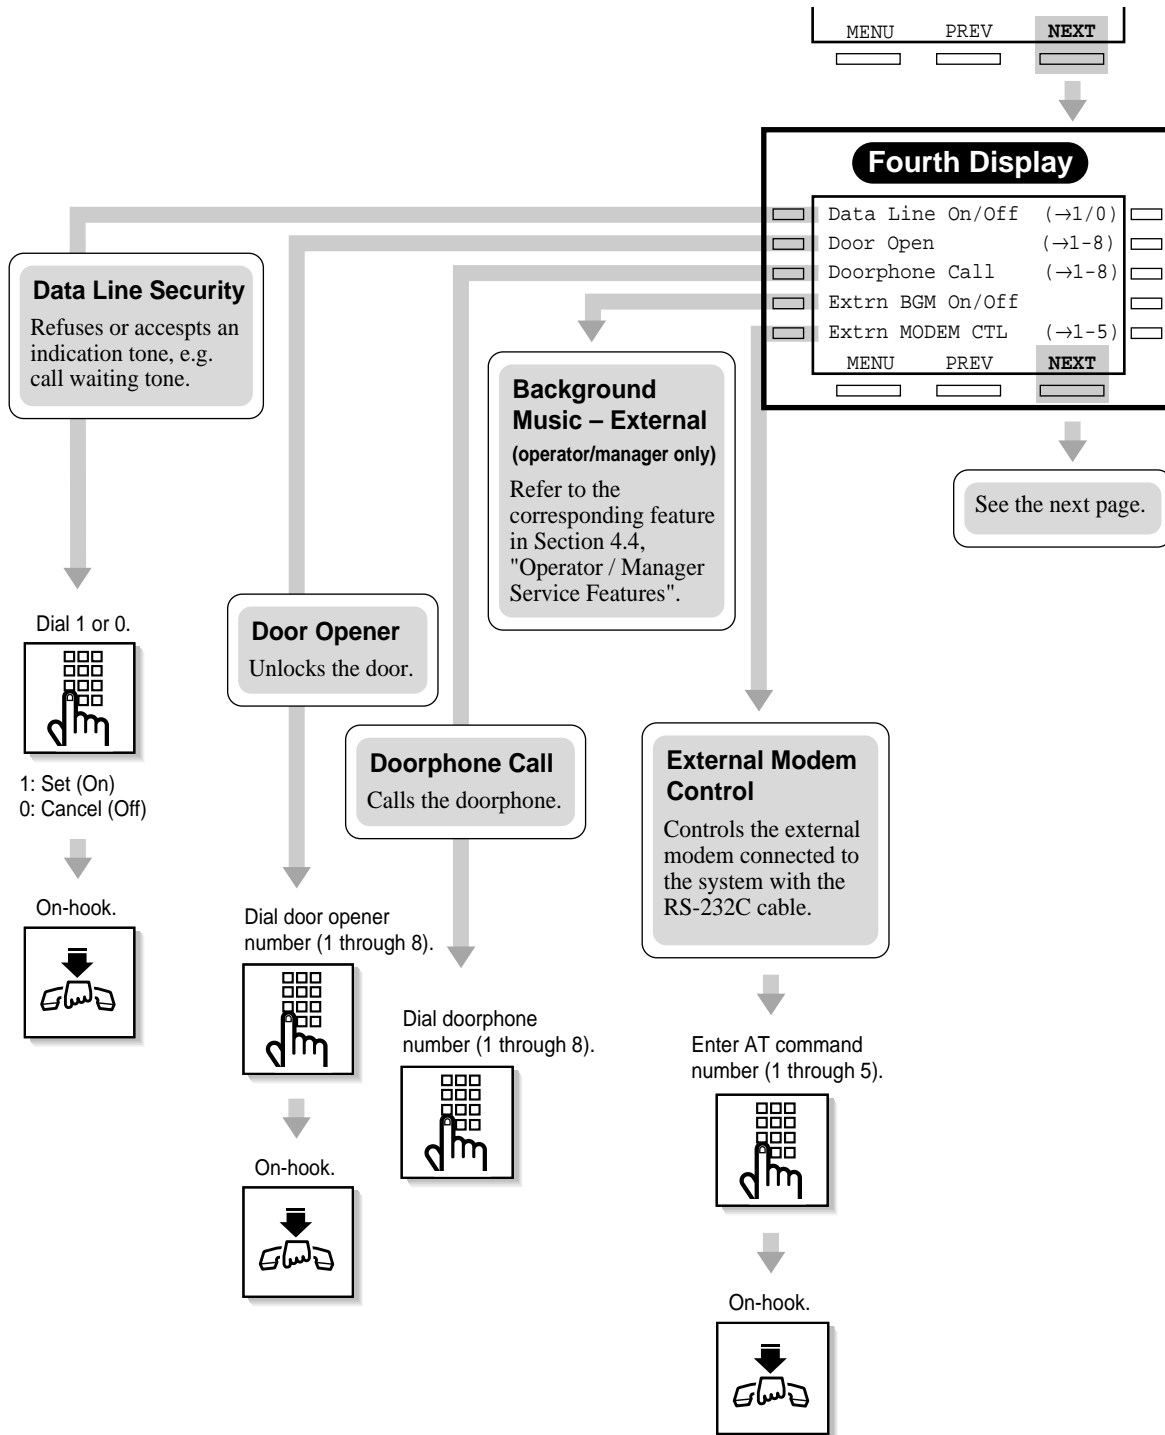 MENU PREV NEXT
Fourth Display
Data Line On/Off (→1/0)
Door Open (→1-8)
Doorphone Call (→1-8)
Extrn BGM On/Off
Extrn MODEM CTL (→1-5)
MENU PREV NEXT
See the next page.
Data Line Security
Refuses or accespts an
indication tone, e.g.
call waiting tone.
Dial 1 or 0.
1: Set (On)
0: Cancel (Off)
On-hook.
Door Opener
Unlocks the door.
Dial door opener
number (1 through 8).
On-hook.
Doorphone Call
Calls the doorphone.
Dial doorphone
number (1 through 8).
Background
Music – External
(operator/manager only)
Refer to the
corresponding feature
in Section 4.4,
"Operator / Manager
Service Features".
External Modem
Control
Controls the external
modem connected to
the system with the
RS-232C cable.
Enter AT command
number (1 through 5).
On-hook.